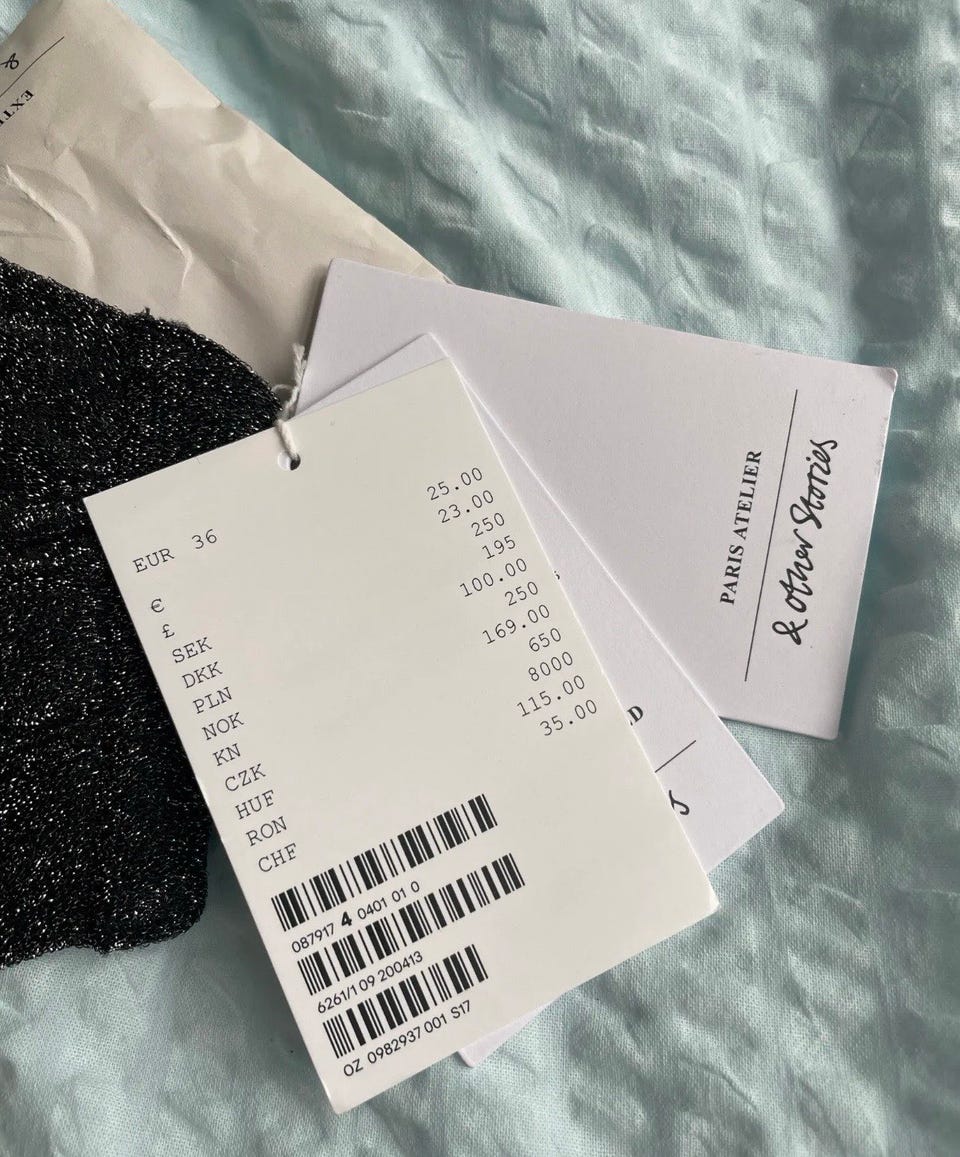 EUR 36
€ 25.00
£ 23.00
SEK 250
DKK 195
PLN 100.00
NOK 250
KN 169.00
CZK 650
HUF 8000
RON 115.00
CHF 35.00
087917 4 0401 01 0
6261/1 09 200413
OZ 0982937 001 S17
PARIS ATELIER
& other Stories